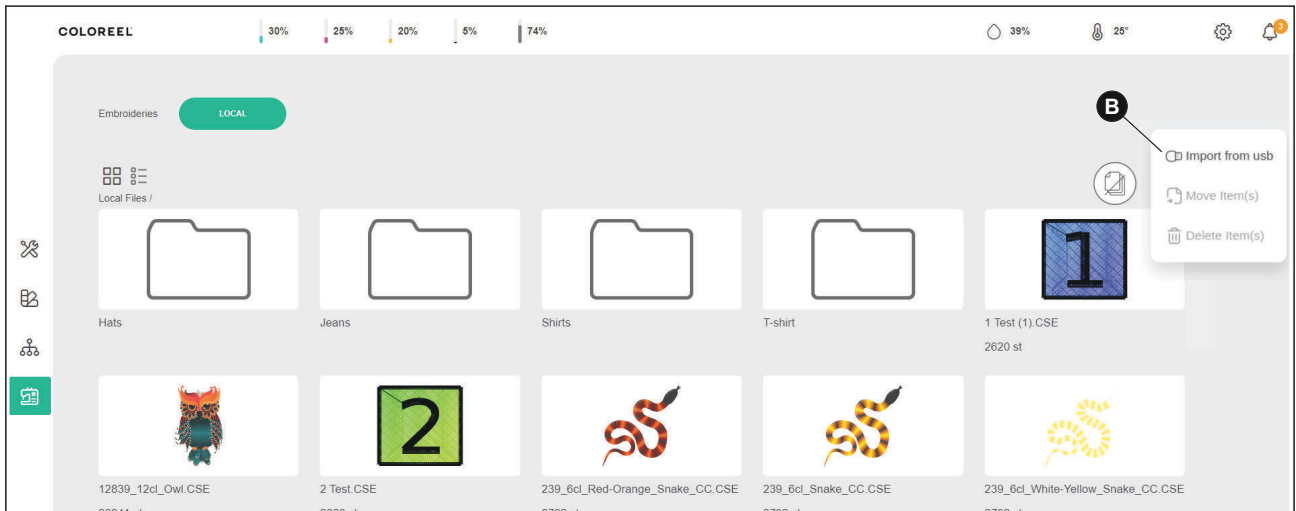 COLOREEL 30% 25% 20% 5% 74% 39% 25° 3
B
Embroideries LOCAL
Import from usb
Move Item(s)
Delete Item(s)
Local Files /
1
Hats Jeans Shirts T-shirt 1 Test (1).CSE
2620 st
2
12839_12cl_Owl.CSE 2 Test.CSE 239_6cl_Red-Orange_Snake_CC.CSE 239_6cl_Snake_CC.CSE 239_6cl_White-Yellow_Snake_CC.CSE